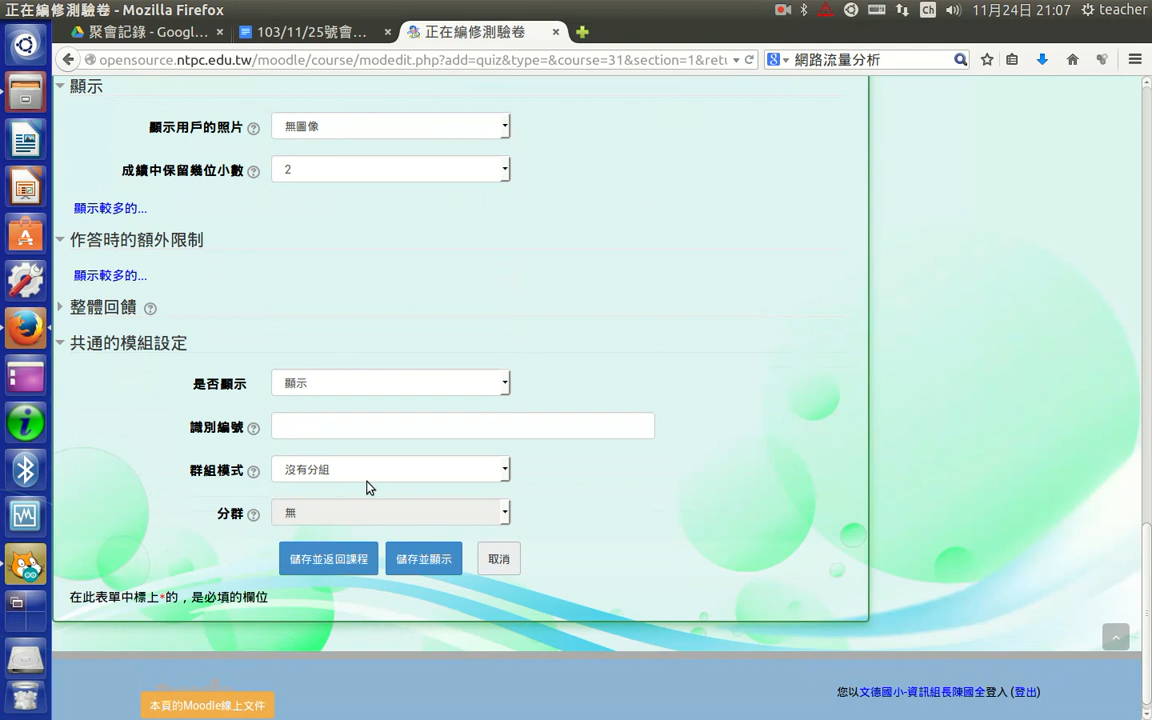 正在編修測驗卷 - Mozilla Firefox
Ch
11月24日 21:07
teacher
聚會記錄 - Googl... ×
103/11/25號會... ×
正在編修測驗卷 ×
opensource.ntpc.edu.tw/moodle/course/modedit.php?add=quiz&type=&course=31&section=1&retu
網路流量分析
顯示
顯示用戶的照片 ?
無圖像
成績中保留幾位小數 ?
2
顯示較多的...
作答時的額外限制
顯示較多的...
整體回饋 ?
共通的模組設定
是否顯示
顯示
識別編號 ?
群組模式 ?
沒有分組
分群 ?
無
儲存並返回課程
儲存並顯示
取消
在此表單中標上*的，是必填的欄位
您以文德國小-資訊組長陳國全登入 (登出)
本頁的Moodle線上文件